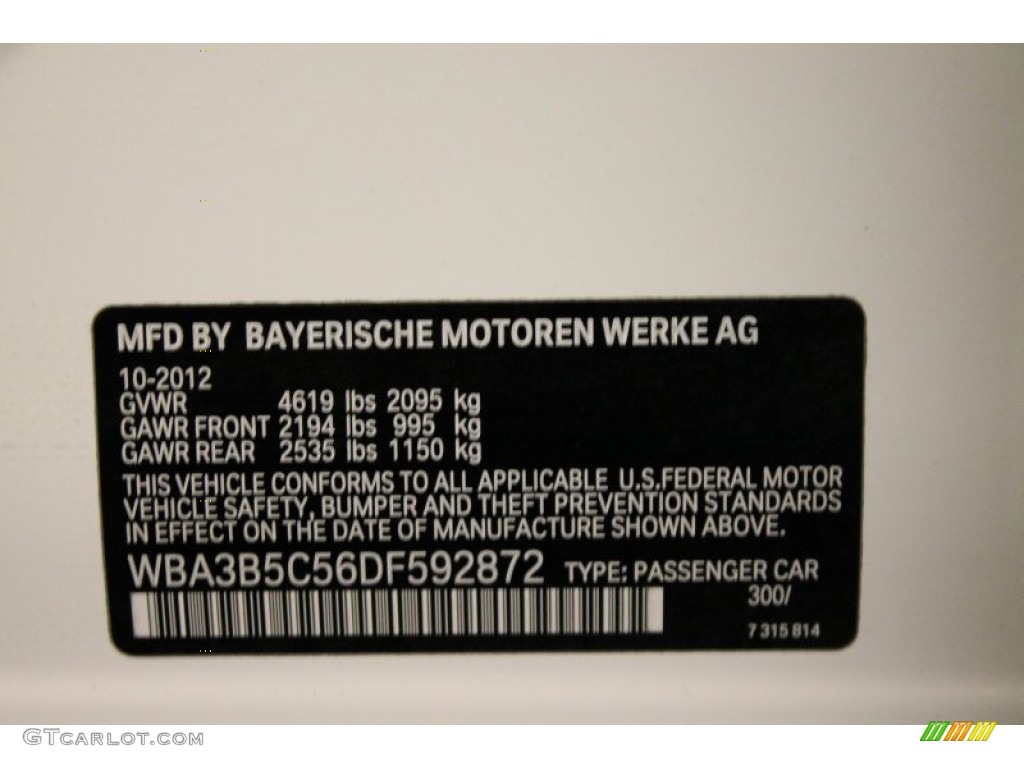 MFD BY BAYERISCHE MOTOREN WERKE AG
10-2012
GVWR 4619 lbs 2095 kg
GAWR FRONT 2194 lbs 995 kg
GAWR REAR 2535 lbs 1150 kg
THIS VEHICLE CONFORMS TO ALL APPLICABLE U.S.FEDERAL MOTOR
VEHICLE SAFETY, BUMPER AND THEFT PREVENTION STANDARDS
IN EFFECT ON THE DATE OF MANUFACTURE SHOWN ABOVE.
WBA3B5C56DF592872 TYPE: PASSENGER CAR
300/
7 315 814
GTCARLOT.COM